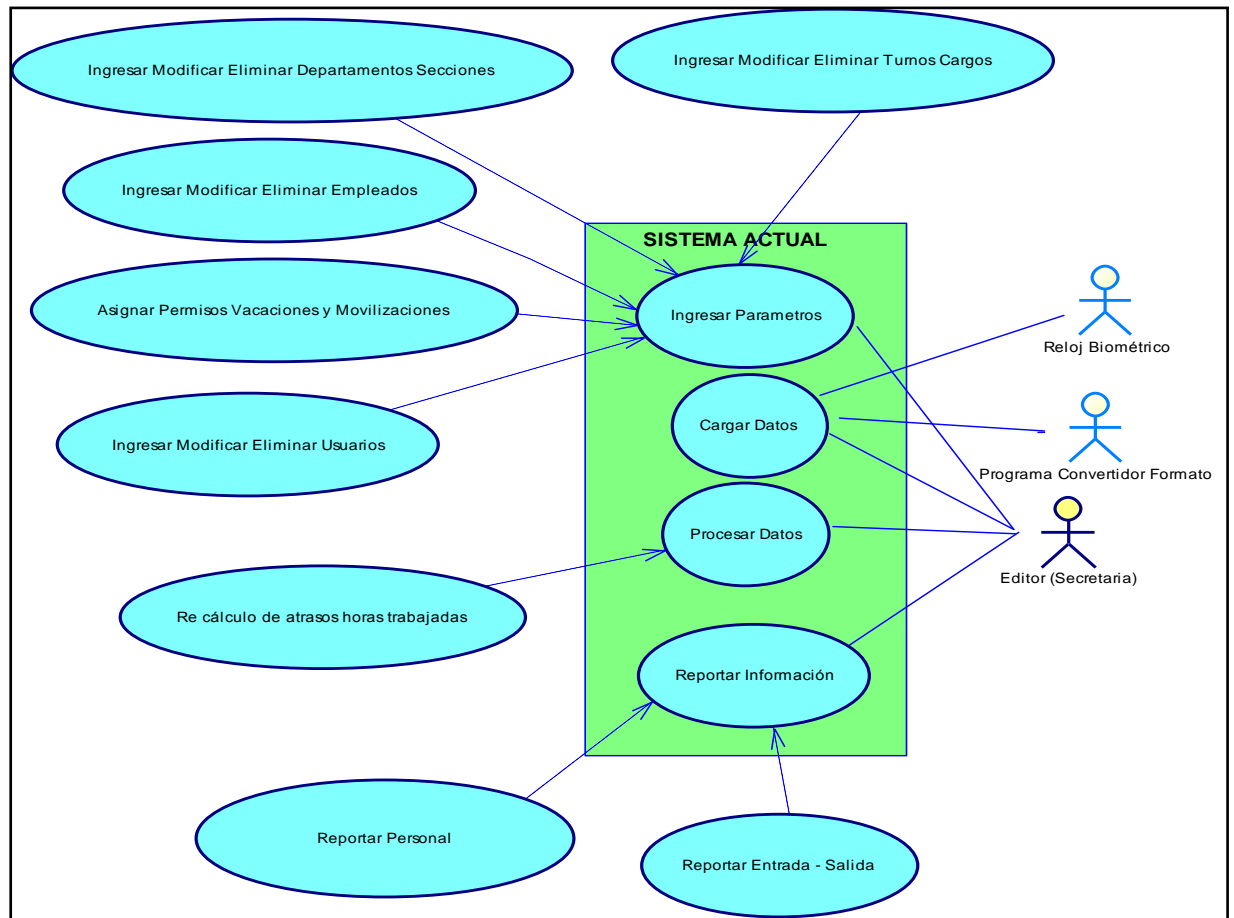 Ingresar Modificar Eliminar Departamentos Secciones
Ingresar Modificar Eliminar Turnos Cargos
Ingresar Modificar Eliminar Empleados
SISTEMA ACTUAL
Asignar Permisos Vacaciones y Movilizaciones
Ingresar Parametros
Reloj Biométrico
Ingresar Modificar Eliminar Usuarios
Cargar Datos
Programa Convertidor Formato
Procesar Datos
Editor (Secretaria)
Re cálculo de atrasos horas trabajadas
Reportar Información
Reportar Personal
Reportar Entrada - Salida